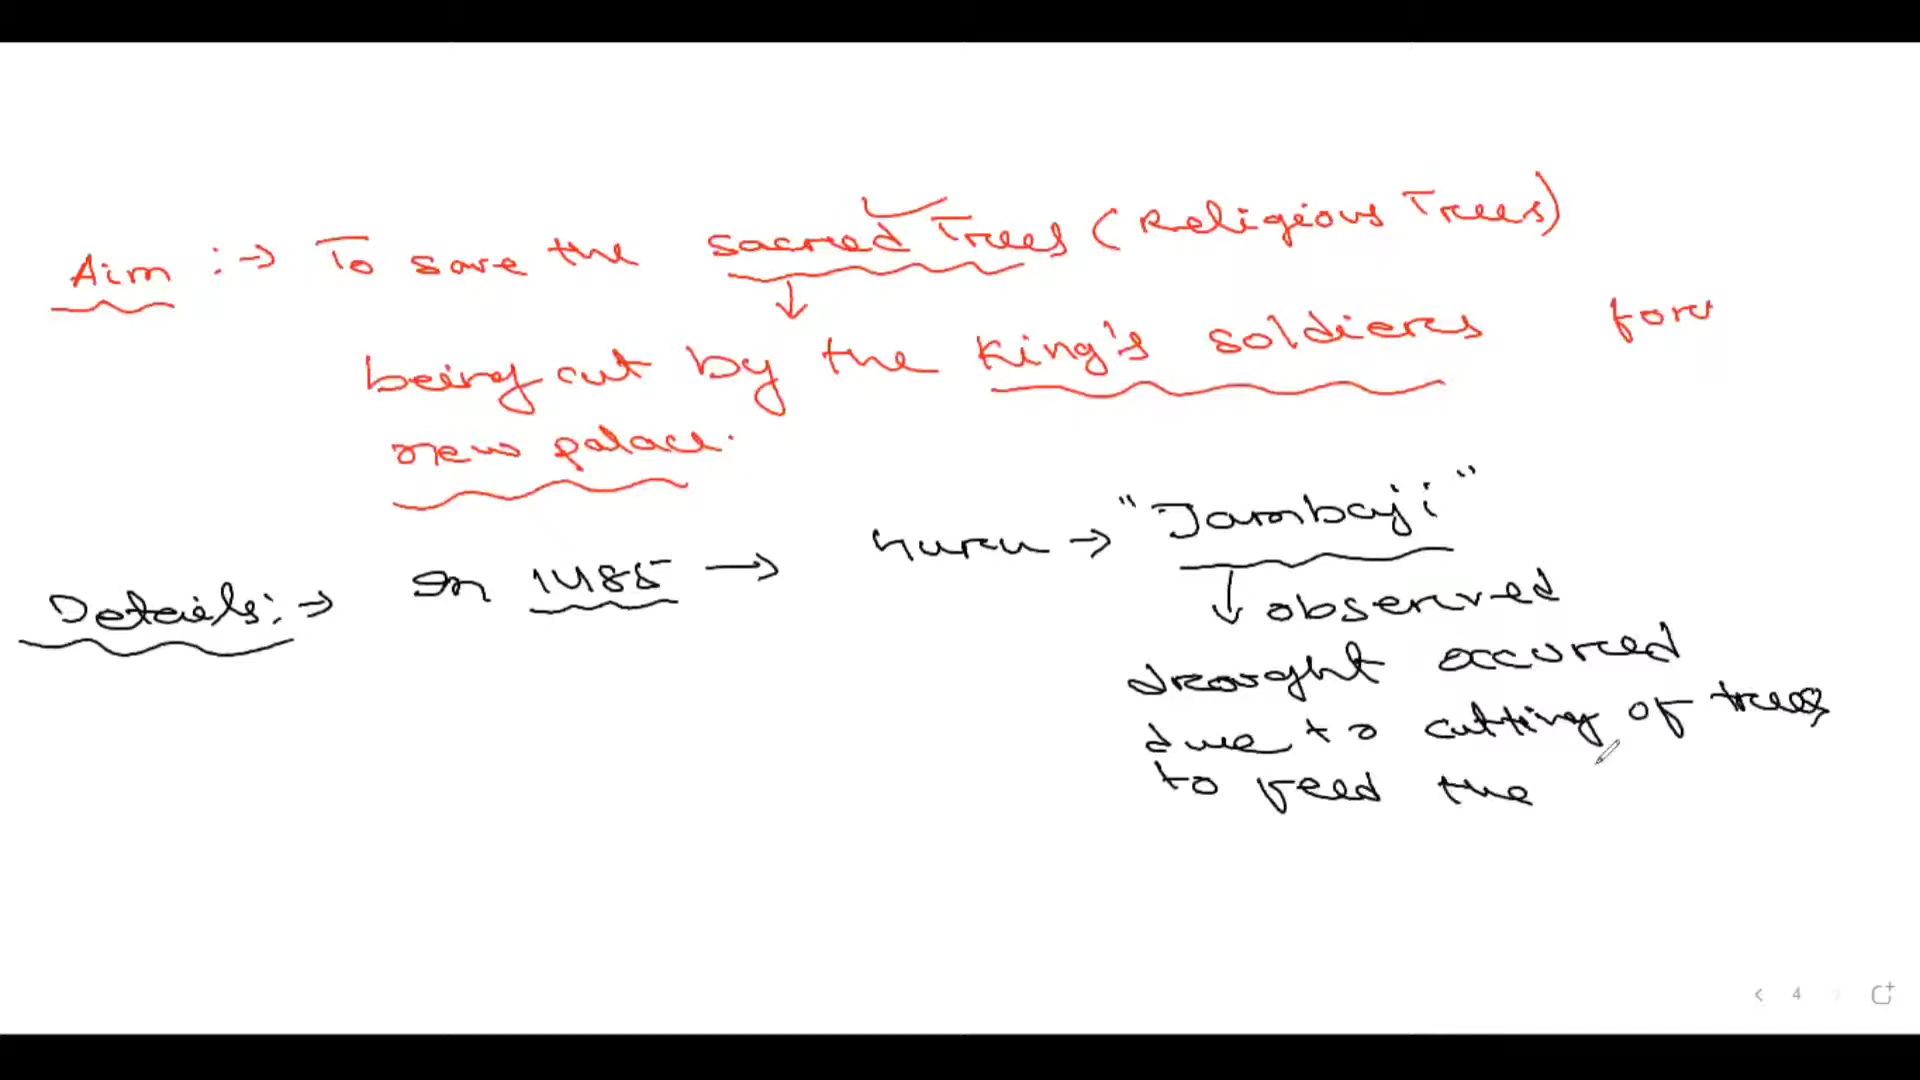 Aim :→ To save the sacred Trees (Religious Trees)
being cut by the King's soldiers for
new palace.
Details :→ In 1485 → Guru → "Jambaji"
↓ observed
drought occurred
due to cutting of trees
to feed the
4